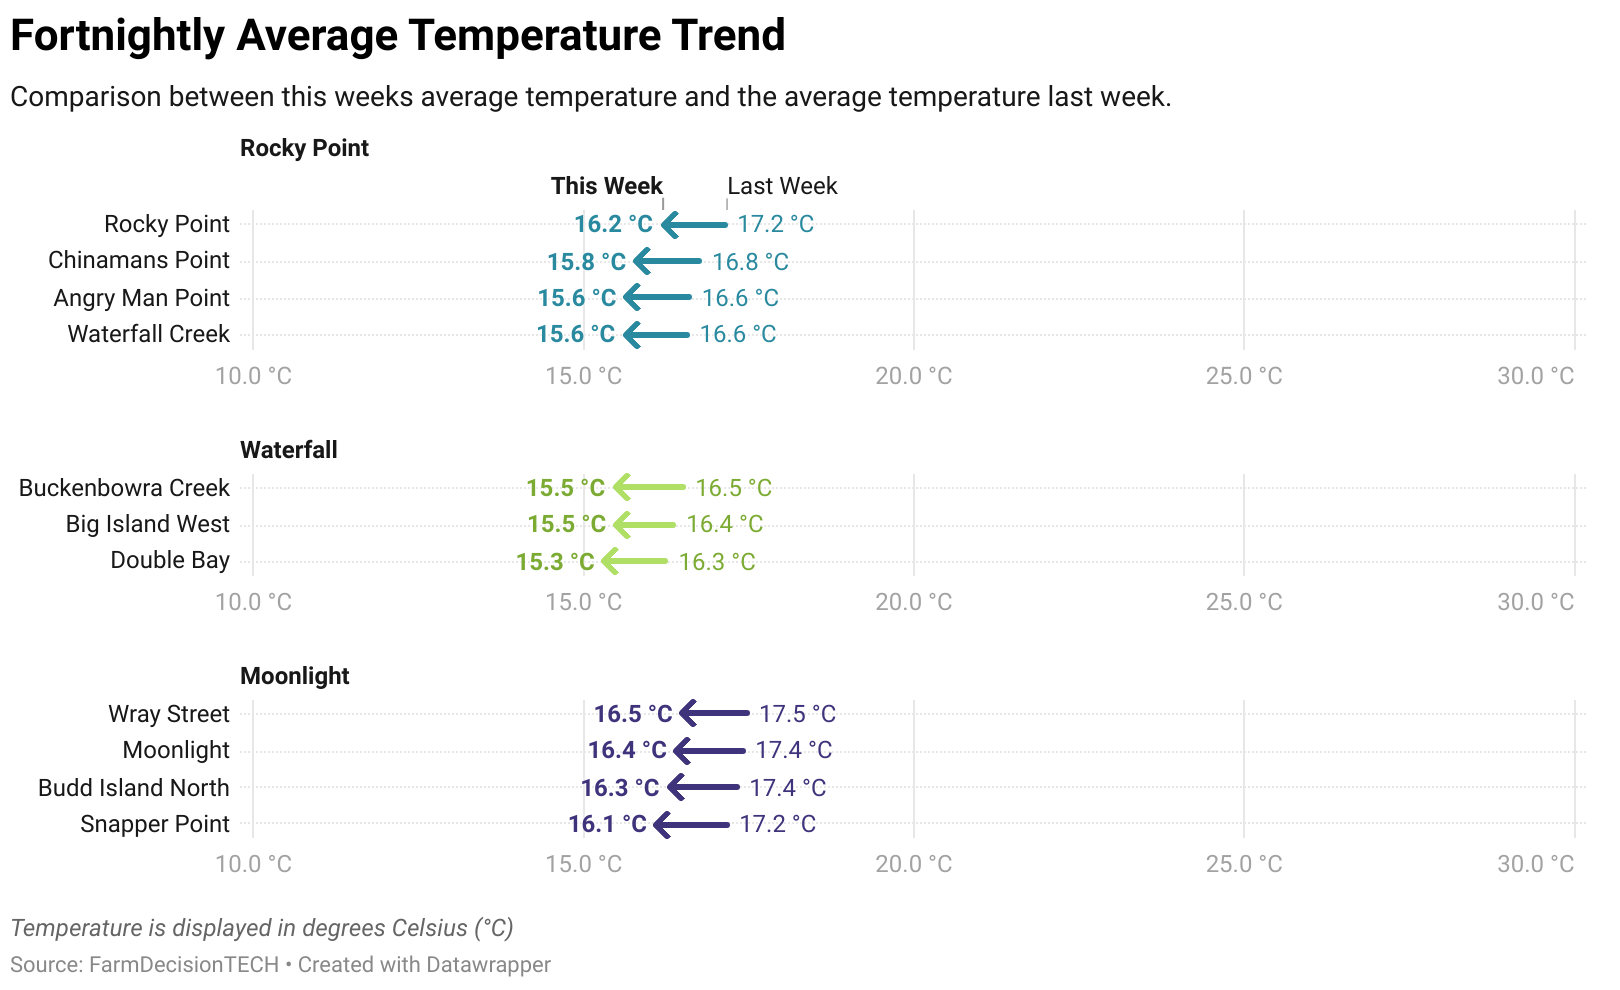 Fortnightly Average Temperature Trend
Comparison between this weeks average temperature and the average temperature last week.
Rocky Point
This Week Last Week
Rocky Point 16.2 °C 17.2 °C
Chinamans Point 15.8 °C 16.8 °C
Angry Man Point 15.6 °C 16.6 °C
Waterfall Creek 15.6 °C 16.6 °C
10.0 °C 15.0 °C 20.0 °C 25.0 °C 30.0 °C
Waterfall
Buckenbowra Creek 15.5 °C 16.5 °C
Big Island West 15.5 °C 16.4 °C
Double Bay 15.3 °C 16.3 °C
10.0 °C 15.0 °C 20.0 °C 25.0 °C 30.0 °C
Moonlight
Wray Street 16.5 °C 17.5 °C
Moonlight 16.4 °C 17.4 °C
Budd Island North 16.3 °C 17.4 °C
Snapper Point 16.1 °C 17.2 °C
10.0 °C 15.0 °C 20.0 °C 25.0 °C 30.0 °C
Temperature is displayed in degrees Celsius (°C)
Source: FarmDecisionTECH • Created with Datawrapper